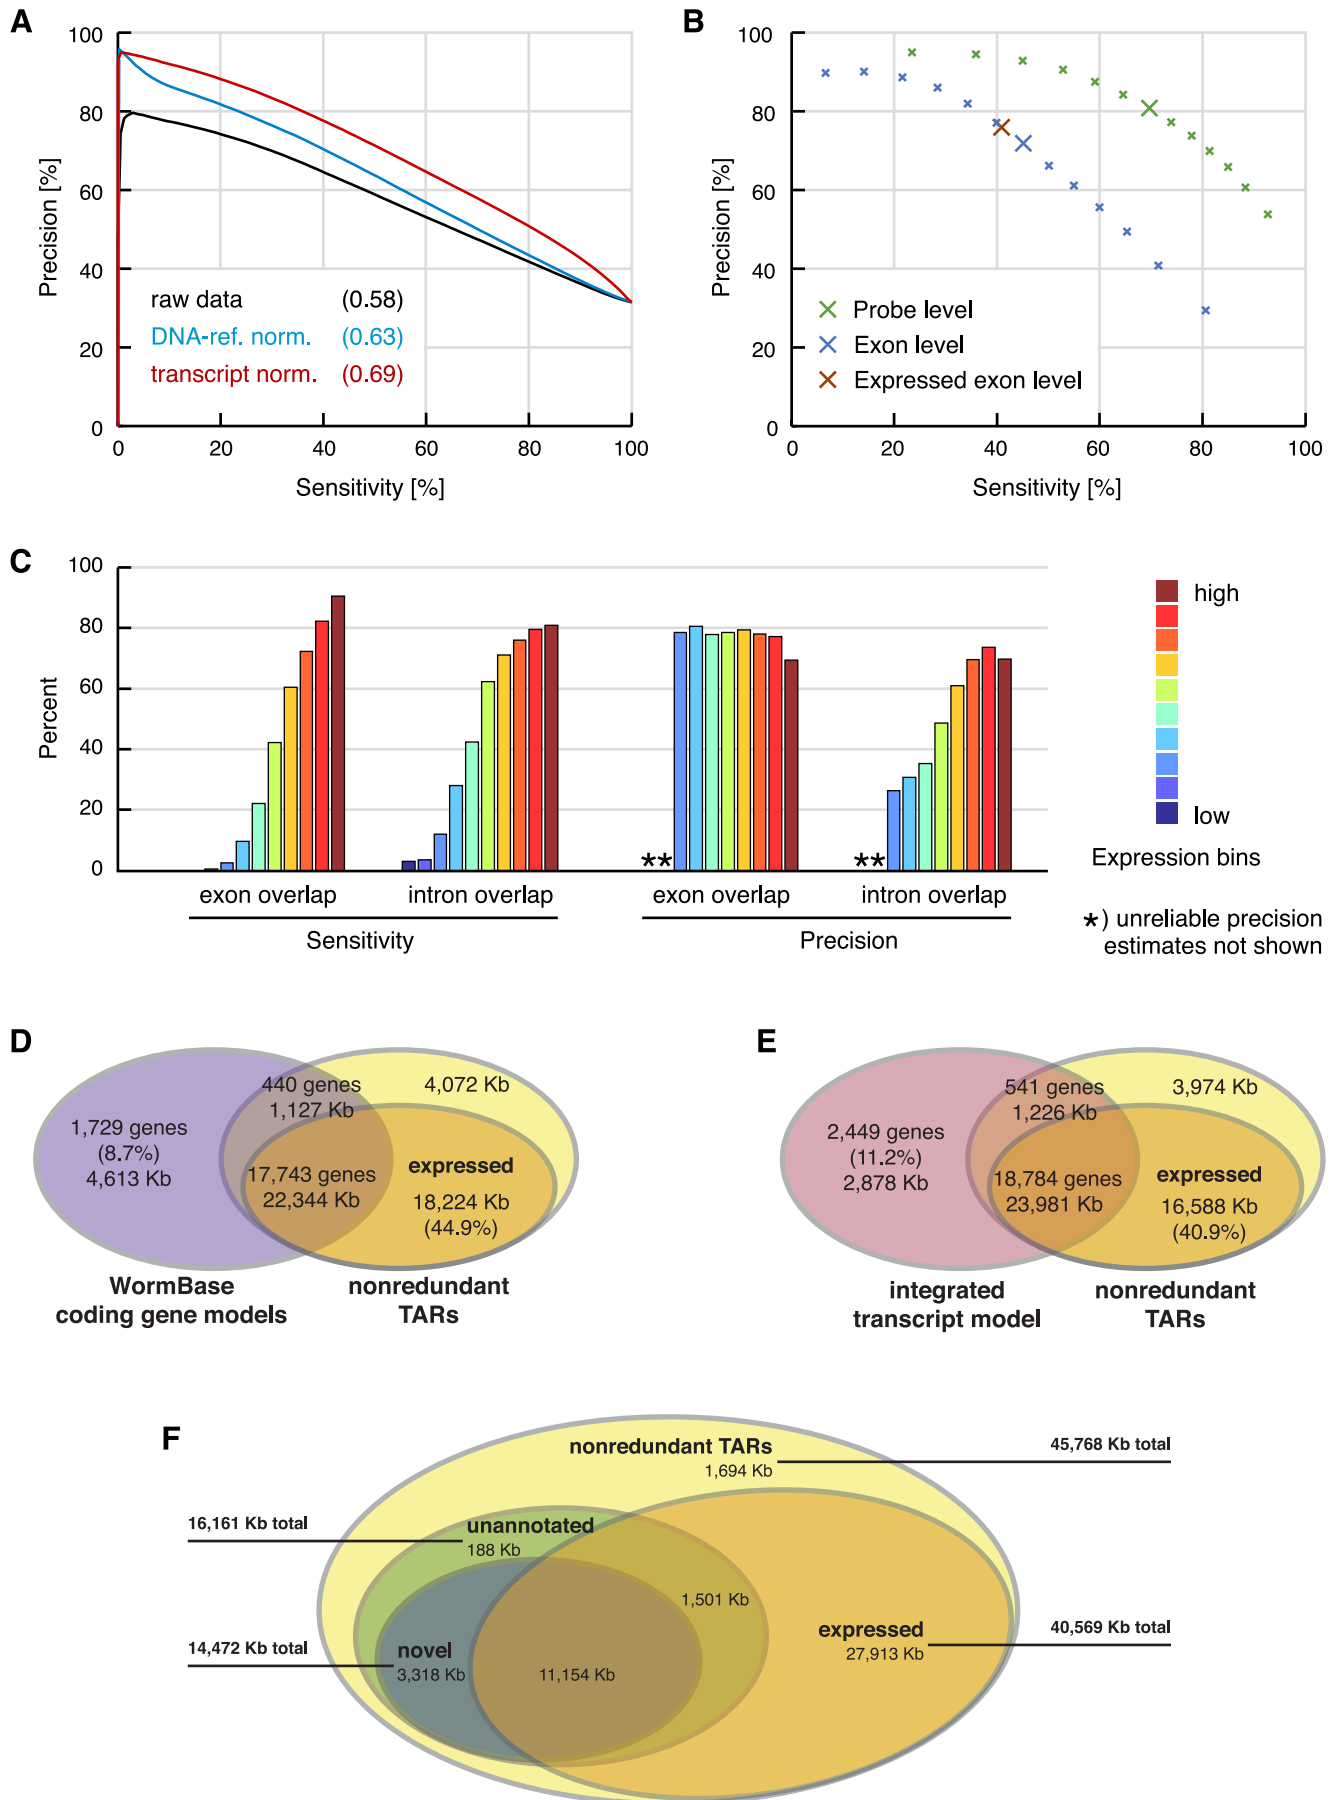 A
100
80
60
40
20
0
Precision [%]
raw data (0.58)
DNA-ref. norm. (0.63)
transcript norm. (0.69)
0 20 40 60 80 100
Sensitivity [%]
B
100
80
60
40
20
0
Precision [%]
Probe level
Exon level
Expressed exon level
0 20 40 60 80 100
Sensitivity [%]
C
100
80
60
40
20
0
Percent
** **
exon overlap intron overlap exon overlap intron overlap
Sensitivity Precision
high
low
Expression bins
*) unreliable precision
estimates not shown
D
440 genes
1,127 Kb
4,072 Kb
1,729 genes
(8.7%)
4,613 Kb
17,743 genes
22,344 Kb
expressed
18,224 Kb
(44.9%)
WormBase
coding gene models
nonredundant
TARs
E
541 genes
1,226 Kb
3,974 Kb
2,449 genes
(11.2%)
2,878 Kb
18,784 genes
23,981 Kb
expressed
16,588 Kb
(40.9%)
integrated
transcript model
nonredundant
TARs
F
nonredundant TARs
1,694 Kb
45,768 Kb total
16,161 Kb total
unannotated
188 Kb
1,501 Kb
expressed
27,913 Kb
40,569 Kb total
14,472 Kb total
novel
3,318 Kb
11,154 Kb